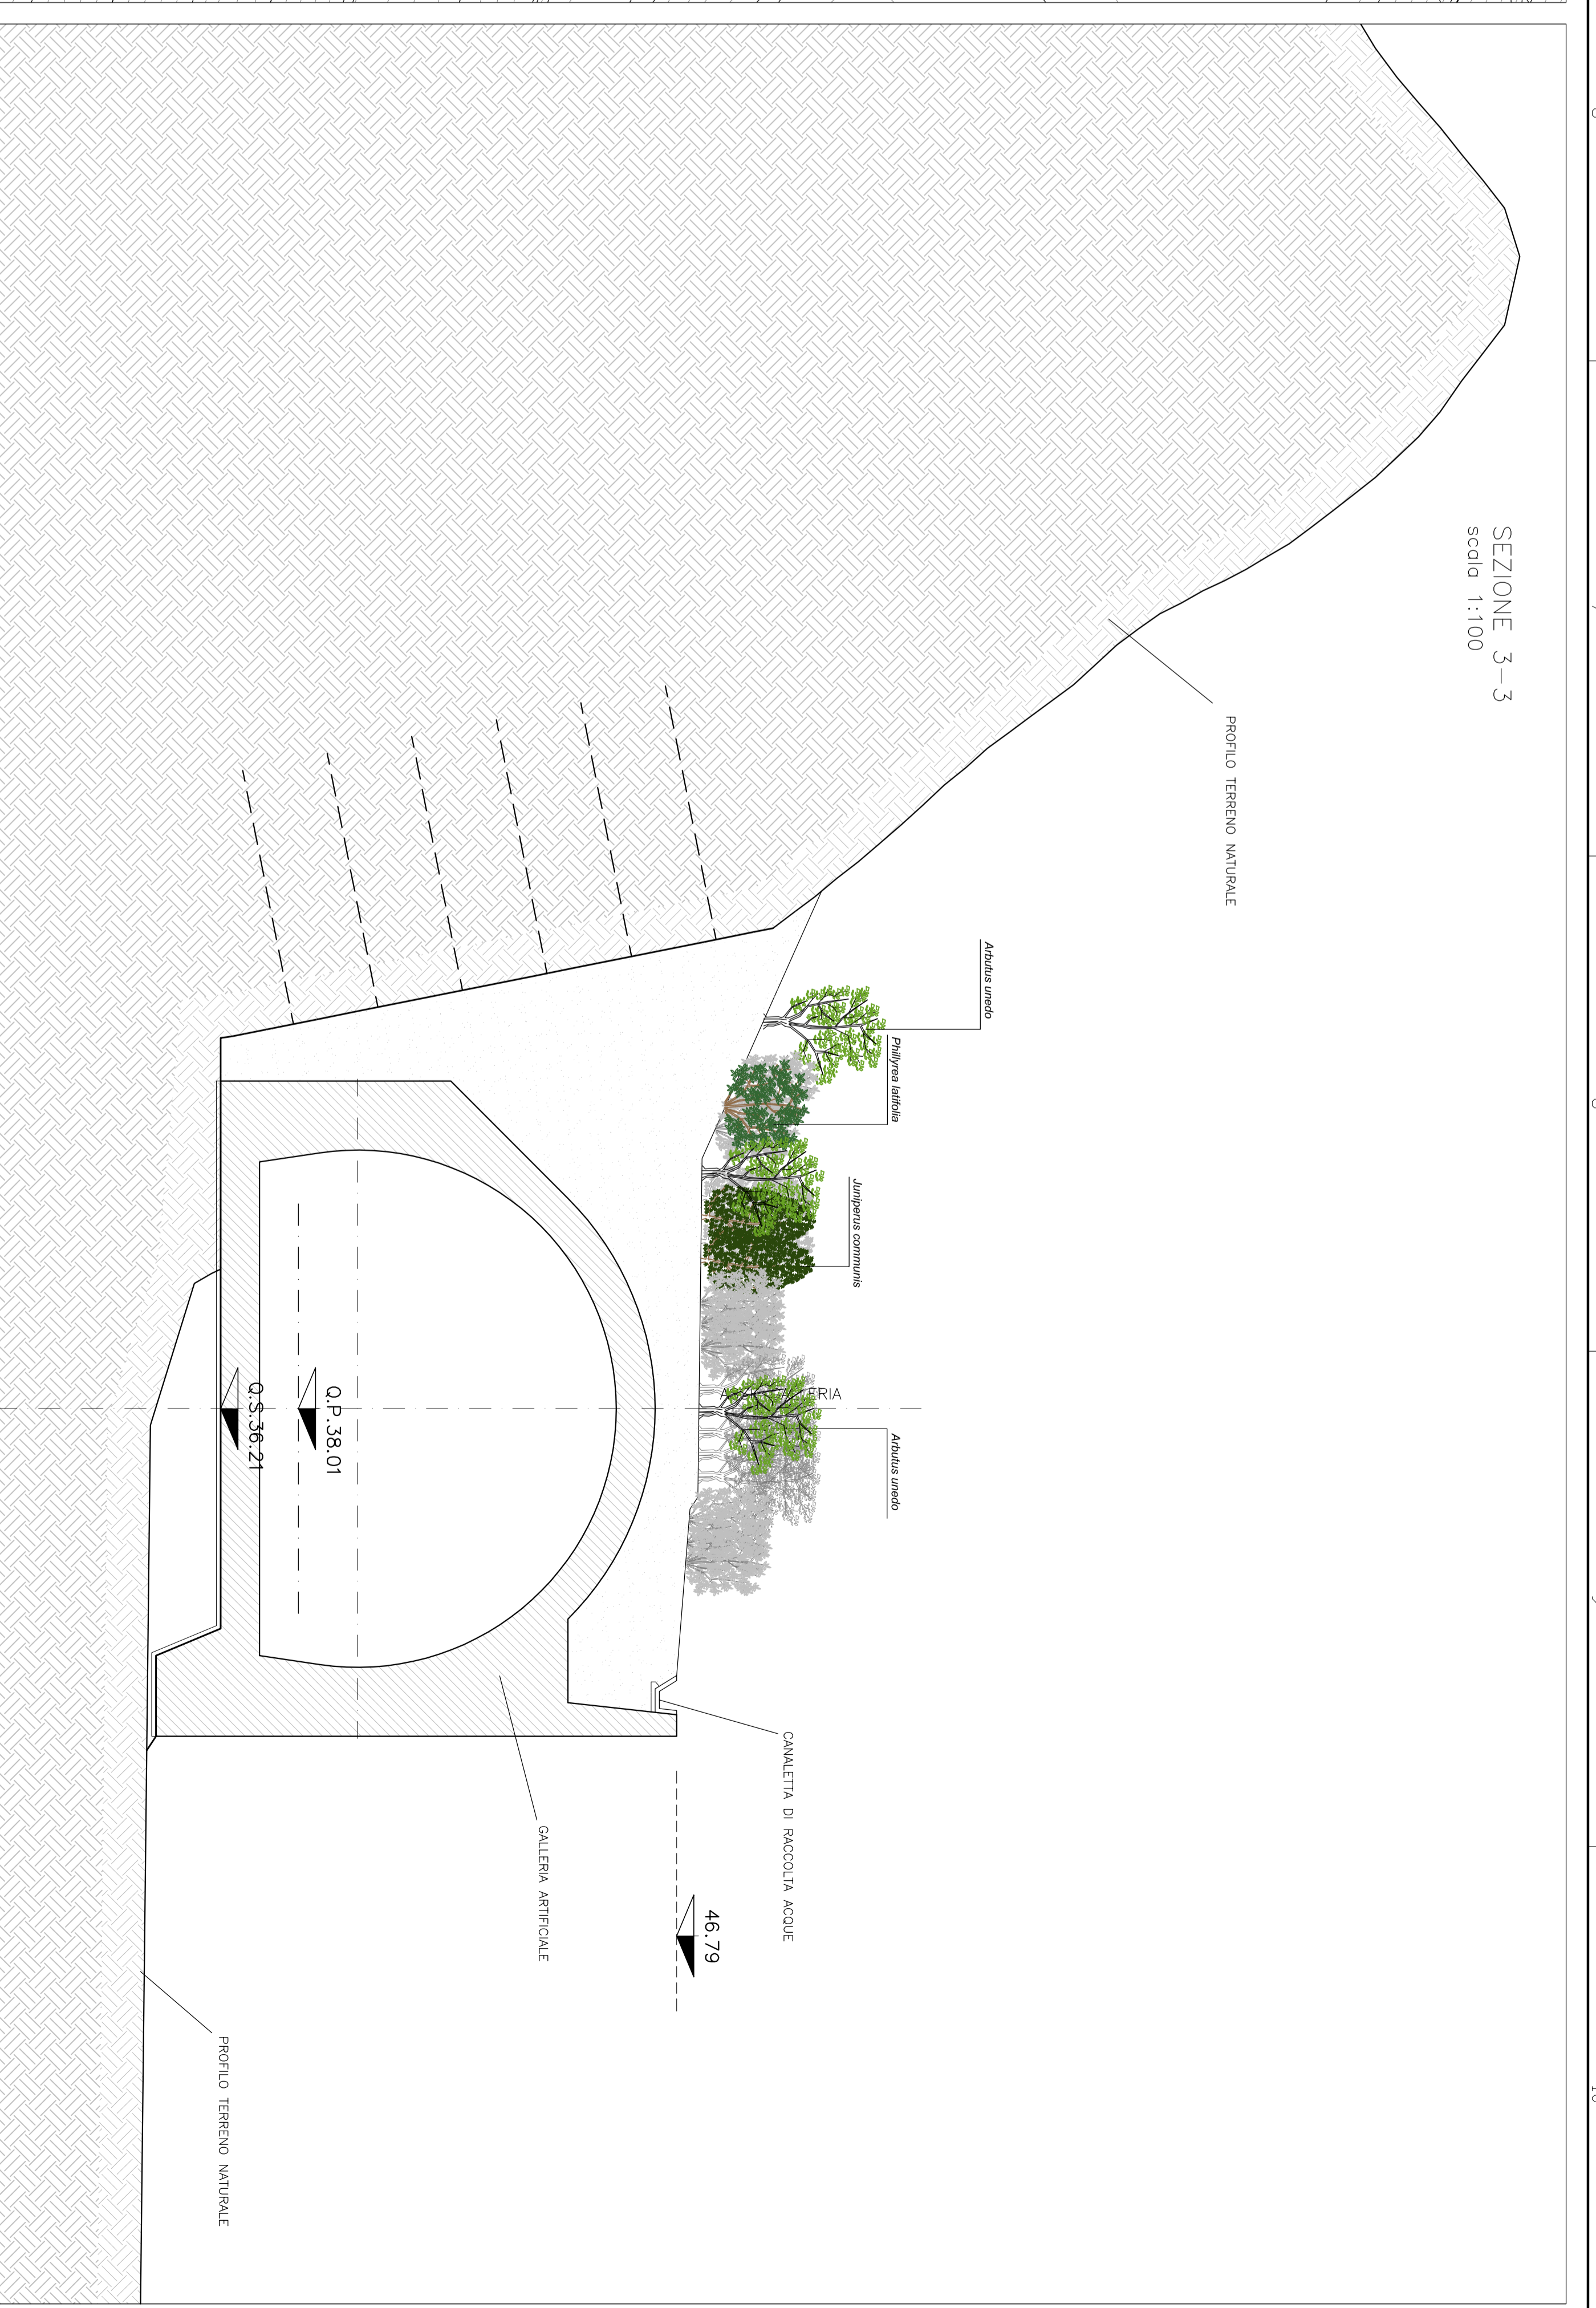 SEZIONE 3-3
scala 1:100
PROFILO TERRENO NATURALE
Arbutus unedo
Phillyrea latifolia
Juniperus communis
Arbutus unedo
CANALETTA DI RACCOLTA ACQUE
46.79
GALLERIA ARTIFICIALE
Q.P.38.01
Q.S.36.21
PROFILO TERRENO NATURALE